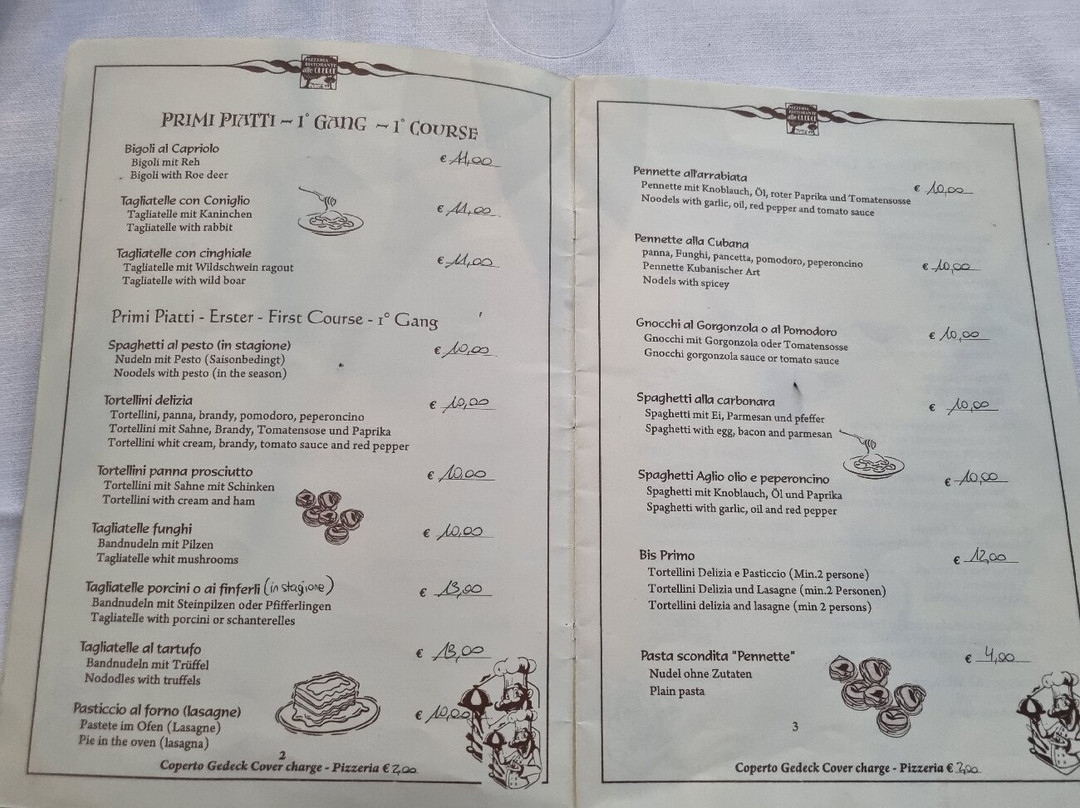 PIZZERIA
RISTORANTE
alle QUERCE
PRIMI PIATTI – 1° GANG – 1° COURSE
Bigoli al Capriolo € 11,00
Bigoli mit Reh
Bigoli with Roe deer
Tagliatelle con Coniglio € 11,00
Tagliatelle mit Kaninchen
Tagliatelle with rabbit
Tagliatelle con cinghiale € 11,00
Tagliatelle mit Wildschwein ragout
Tagliatelle with wild boar
Primi Piatti - Erster - First Course - 1° Gang
Spaghetti al pesto (in stagione) € 10,00
Nudeln mit Pesto (Saisonbedingt)
Noodels with pesto (in the season)
Tortellini delizia € 10,00
Tortellini, panna, brandy, pomodoro, peperoncino
Tortellini mit Sahne, Brandy, Tomatensose und Paprika
Tortellini whit cream, brandy, tomato sauce and red pepper
Tortellini panna prosciutto € 10,00
Tortellini mit Sahne mit Schinken
Tortellini with cream and ham
Tagliatelle funghi € 10,00
Bandnudeln mit Pilzen
Tagliatelle whit mushrooms
Tagliatelle porcini o ai finferli (in stagione) € 13,00
Bandnudeln mit Steinpilzen oder Pfifferlingen
Tagliatelle with porcini or schanterelles
Tagliatelle al tartufo € 13,00
Bandnudeln mit Trüffel
Nododles with truffels
Pasticcio al forno (lasagne) € 10,00
Pastete im Ofen (Lasagne)
Pie in the oven (lasagna)
2
Coperto Gedeck Cover charge - Pizzeria € 2,00
PIZZERIA
RISTORANTE
alle QUERCE
Pennette all'arrabiata € 10,00
Pennette mit Knoblauch, Öl, roter Paprika und Tomatensosse
Noodels with garlic, oil, red pepper and tomato sauce
Pennette alla Cubana € 10,00
panna, Funghi, pancetta, pomodoro, peperoncino
Pennette Kubanischer Art
Nodels with spicey
Gnocchi al Gorgonzola o al Pomodoro € 10,00
Gnocchi mit Gorgonzola oder Tomatensosse
Gnocchi gorgonzola sauce or tomato sauce
Spaghetti alla carbonara € 10,00
Spaghetti mit Ei, Parmesan und pfeffer
Spaghetti with egg, bacon and parmesan
Spaghetti Aglio olio e peperoncino € 10,00
Spaghetti mit Knoblauch, Öl und Paprika
Spaghetti with garlic, oil and red pepper
Bis Primo € 12,00
Tortellini Delizia e Pasticcio (Min.2 persone)
Tortellini Delizia und Lasagne (min.2 Personen)
Tortellini delizia and lasagne (min 2 persons)
Pasta scondita "Pennette" € 4,00
Nudel ohne Zutaten
Plain pasta
3
Coperto Gedeck Cover charge - Pizzeria € 2,00